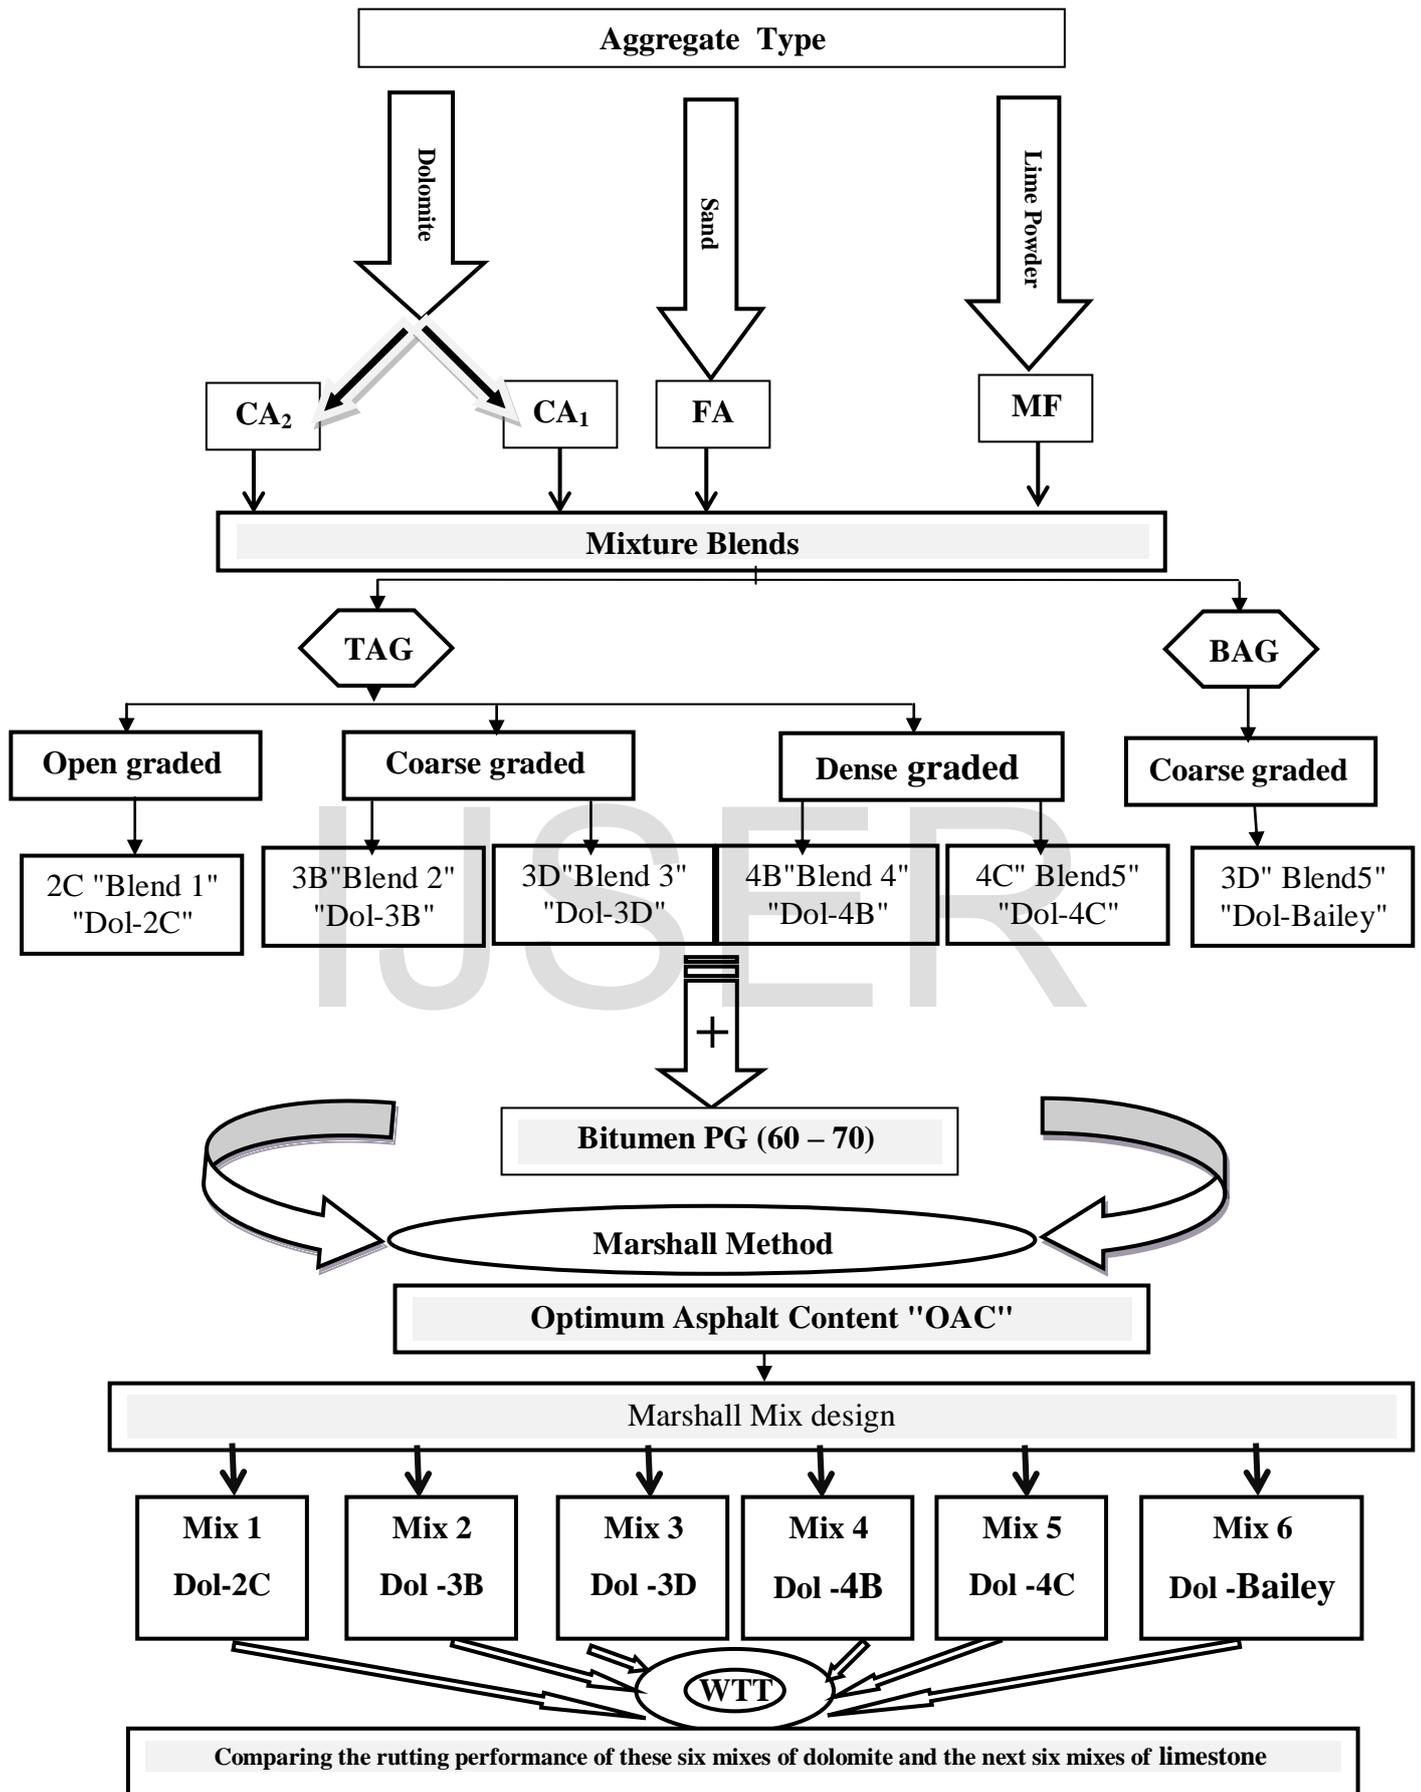 Aggregate Type
Dolomite
Sand
Lime Powder
CA₂
CA₁
FA
MF
Mixture Blends
TAG
BAG
Open graded
Coarse graded
Dense graded
Coarse graded
2C "Blend 1"
"Dol-2C"
3B"Blend 2"
"Dol-3B"
3D"Blend 3"
"Dol-3D"
4B"Blend 4"
"Dol-4B"
4C" Blend5"
"Dol-4C"
3D" Blend5"
"Dol-Bailey"
IJSER
+
Bitumen PG (60 – 70)
Marshall Method
Optimum Asphalt Content "OAC"
Marshall Mix design
Mix 1
Dol-2C
Mix 2
Dol -3B
Mix 3
Dol -3D
Mix 4
Dol -4B
Mix 5
Dol -4C
Mix 6
Dol -Bailey
WTT
Comparing the rutting performance of these six mixes of dolomite and the next six mixes of limestone